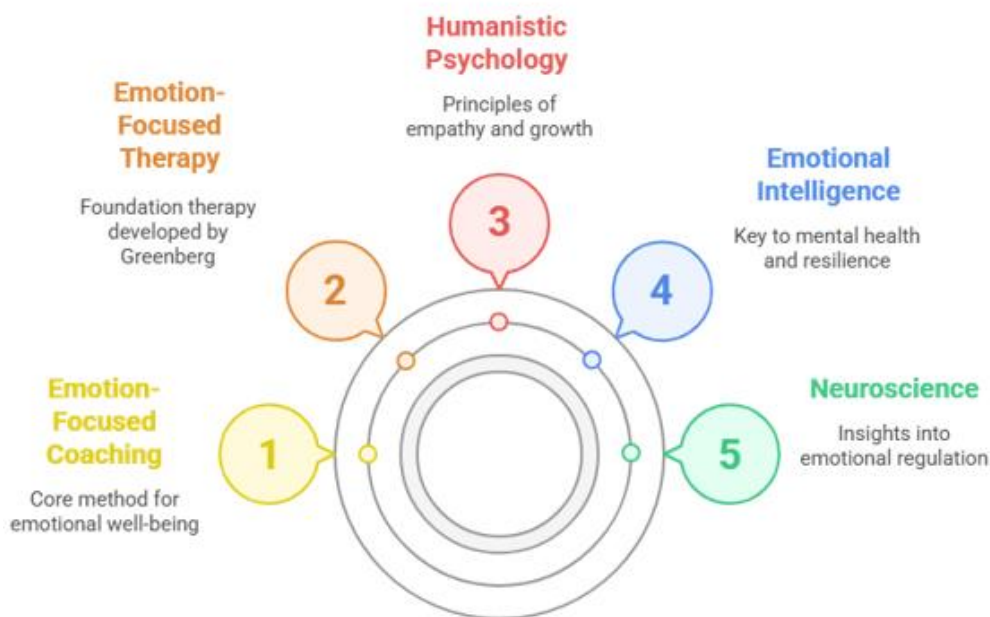 Emotion-
Focused
Coaching
Core method for
emotional well-being
1
Emotion-
Focused
Therapy
Foundation therapy
developed by
Greenberg
2
Humanistic
Psychology
Principles of
empathy and growth
3
Emotional
Intelligence
Key to mental health
and resilience
4
Neuroscience
Insights into
emotional regulation
5